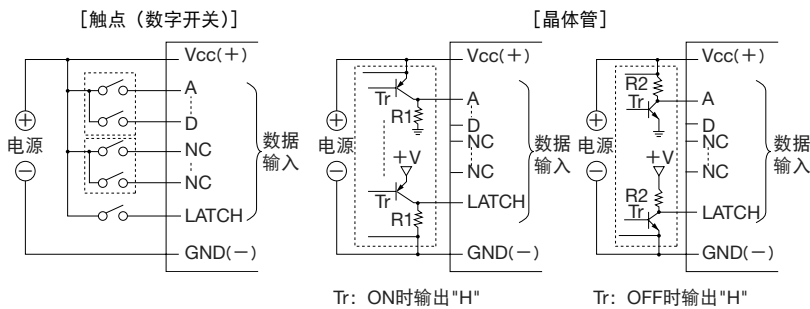 [触点（数字开关）]
Vcc(+)
A
D
NC
NC
LATCH
GND(−)
+
电源
−
数据
输入
[晶体管]
Vcc(+)
Tr
R1
A
D
NC
NC
+V
Tr
R1
LATCH
GND(−)
+
电源
−
数据
输入
Tr：ON时输出"H"
Vcc(+)
R2
Tr
A
D
NC
NC
+V
R2
Tr
LATCH
GND(−)
+
电源
−
数据
输入
Tr：OFF时输出"H"